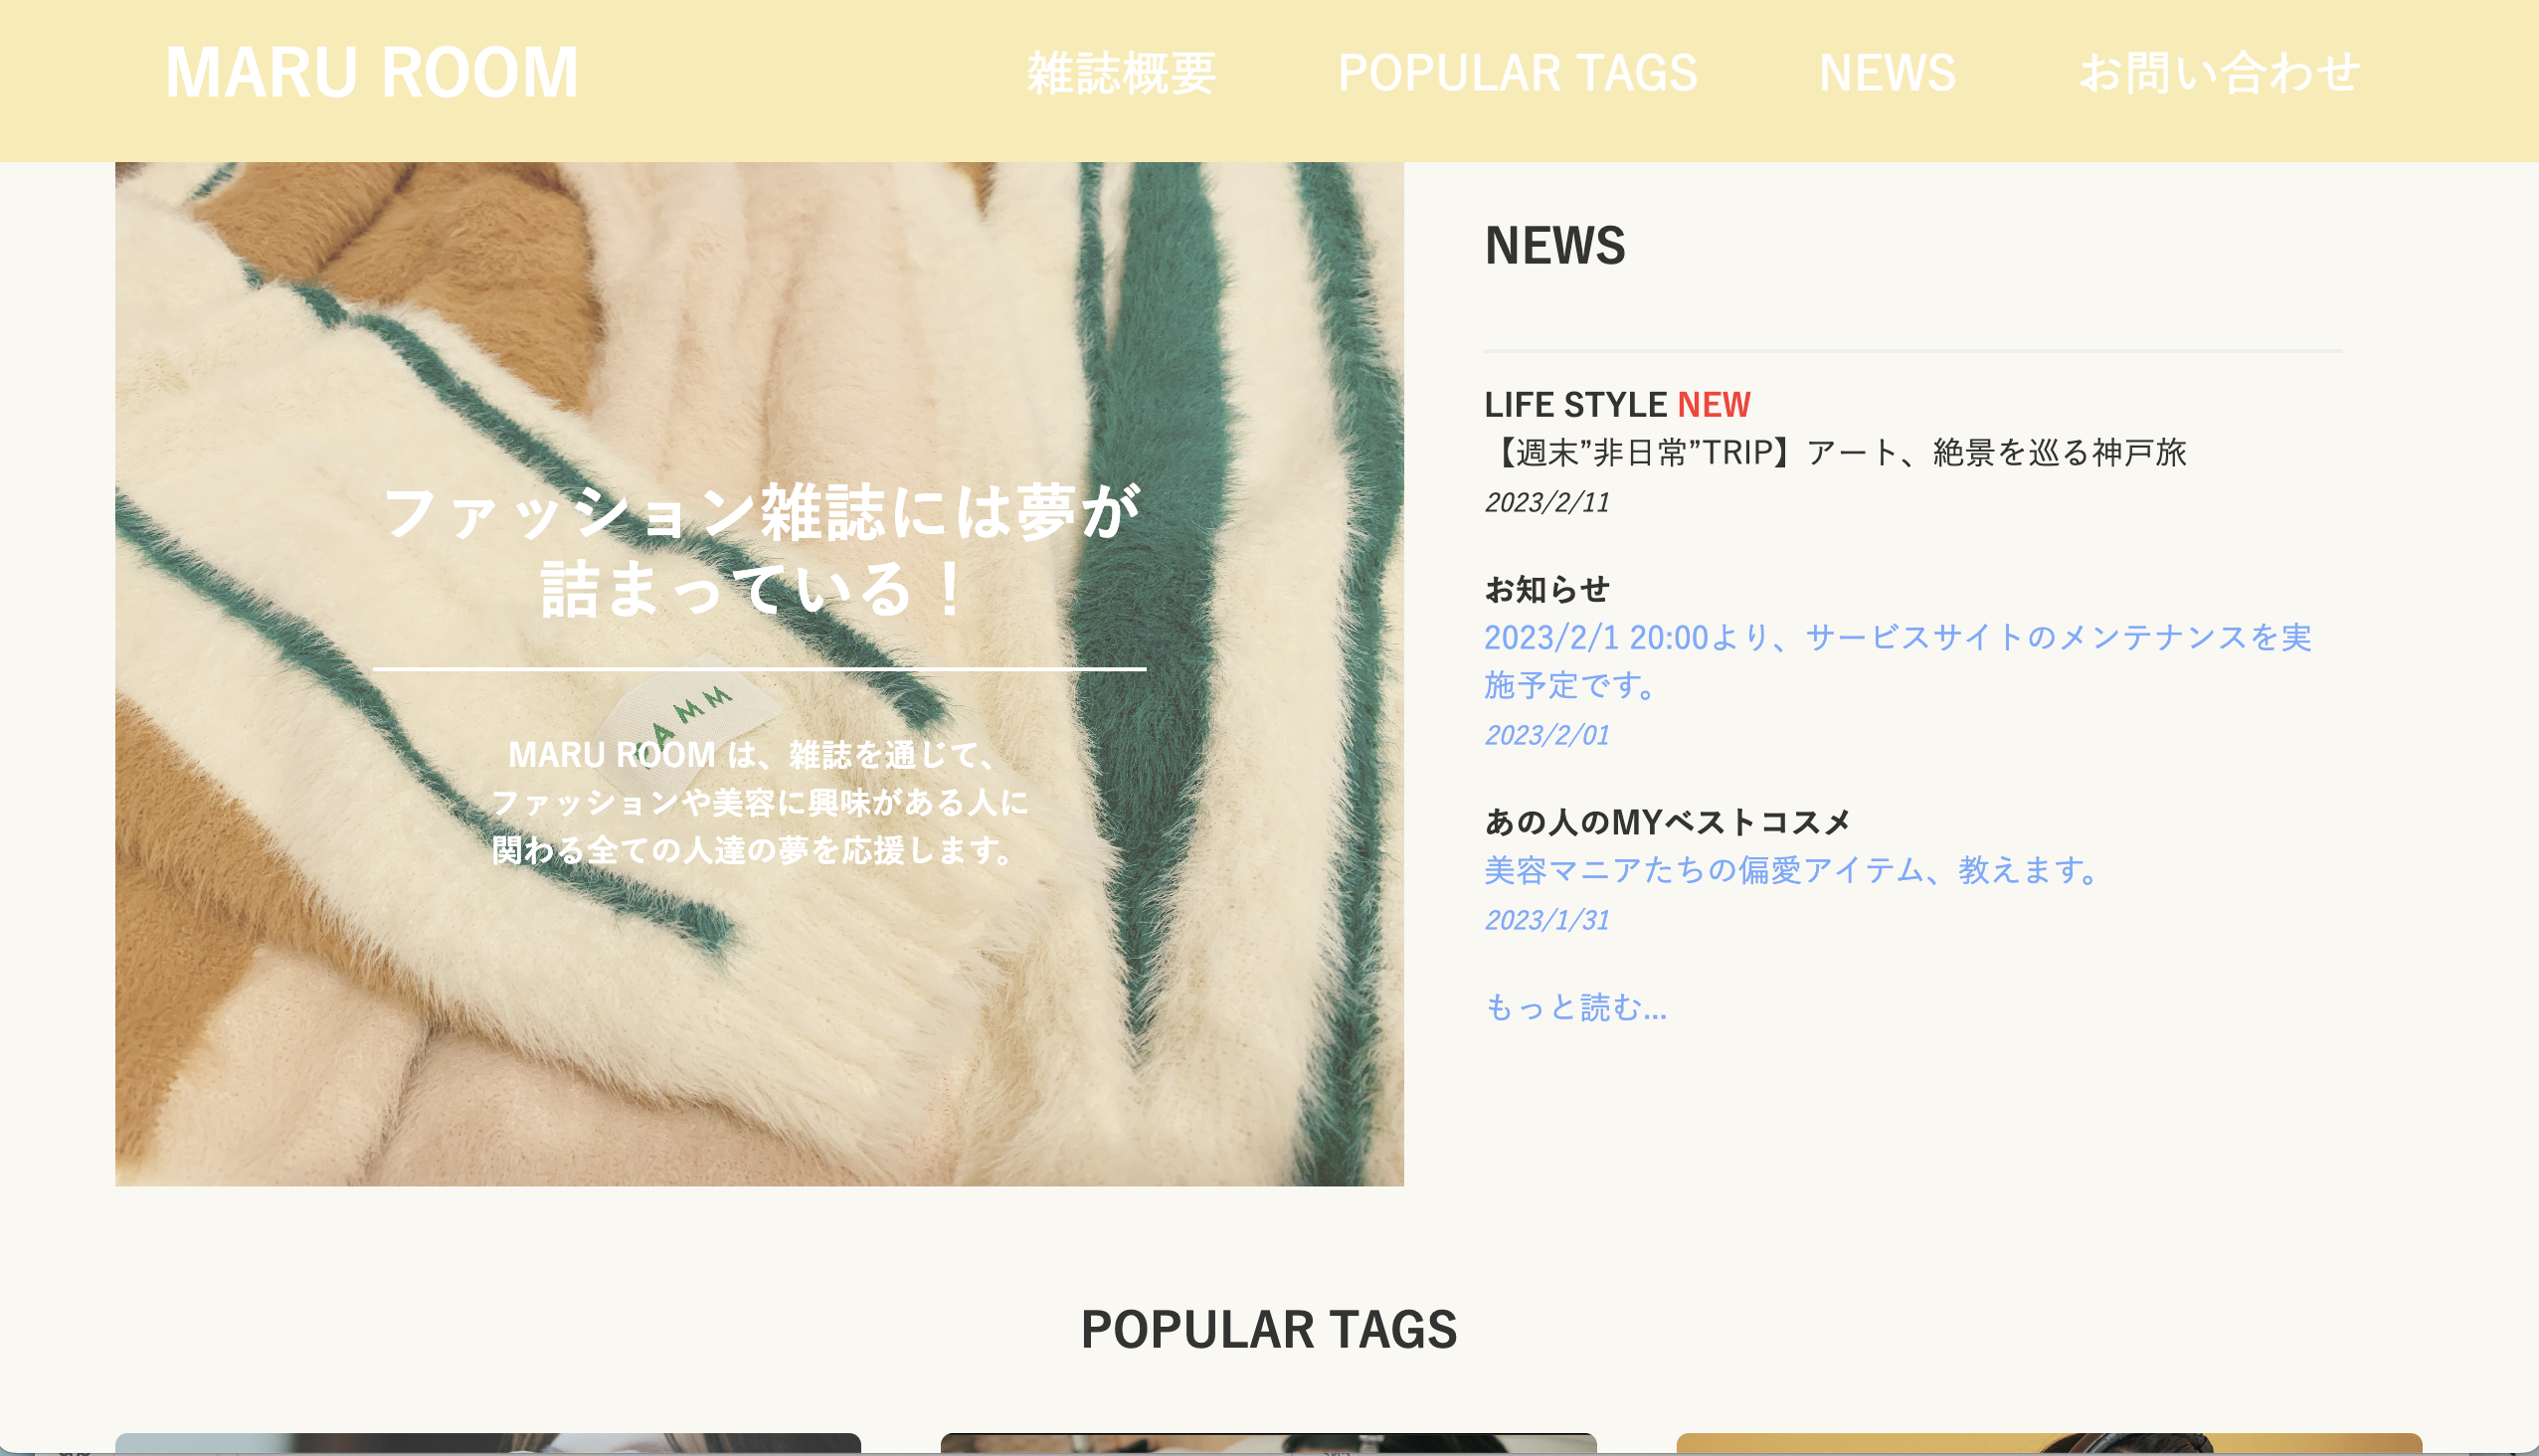 MARU ROOM
雑誌概要
POPULAR TAGS
NEWS
お問い合わせ
ファッション雑誌には夢が
詰まっている！
MARU ROOM は、雑誌を通じて、
ファッションや美容に興味がある人に
関わる全ての人達の夢を応援します。
NEWS
LIFE STYLE NEW
【週末”非日常”TRIP】アート、絶景を巡る神戸旅
2023/2/11
お知らせ
2023/2/1 20:00より、サービスサイトのメンテナンスを実
施予定です。
2023/2/01
あの人のMYベストコスメ
美容マニアたちの偏愛アイテム、教えます。
2023/1/31
もっと読む...
POPULAR TAGS